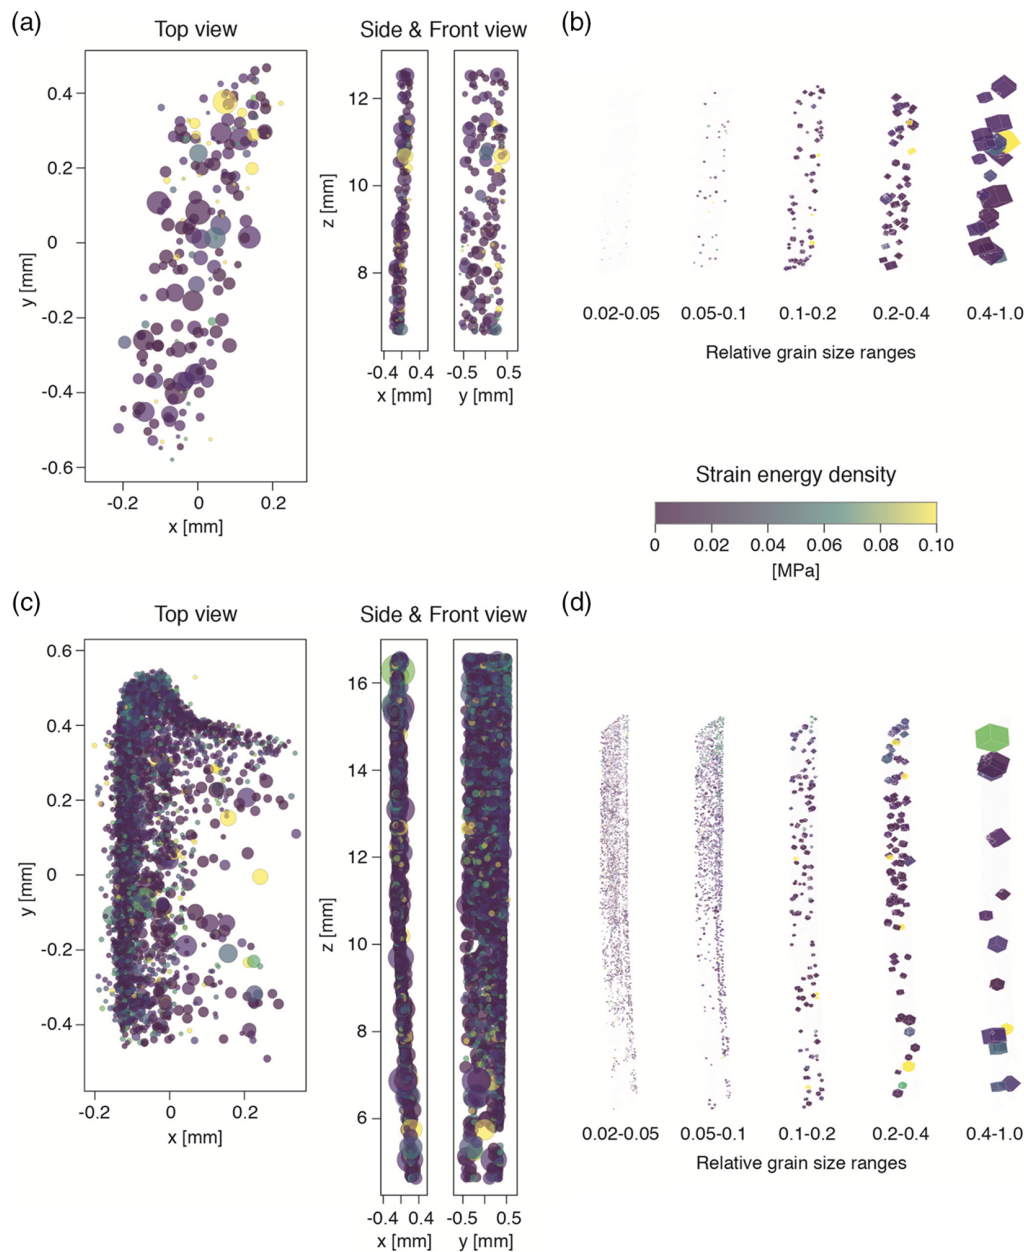 (a)
Top view
Side & Front view
(b)
0.4
0.2
0
-0.2
-0.4
-0.6
y [mm]
-0.2 0 0.2
x [mm]
12
10
8
z [mm]
-0.4 0.4
x [mm]
-0.5 0.5
y [mm]
0.02-0.05 0.05-0.1 0.1-0.2 0.2-0.4 0.4-1.0
Relative grain size ranges
Strain energy density
0 0.02 0.04 0.06 0.08 0.10
[MPa]
(c)
Top view
Side & Front view
(d)
0.6
0.4
0.2
0
-0.2
-0.4
y [mm]
-0.2 0 0.2
x [mm]
16
14
12
10
8
6
z [mm]
-0.4 0.4
x [mm]
-0.5 0.5
y [mm]
0.02-0.05 0.05-0.1 0.1-0.2 0.2-0.4 0.4-1.0
Relative grain size ranges